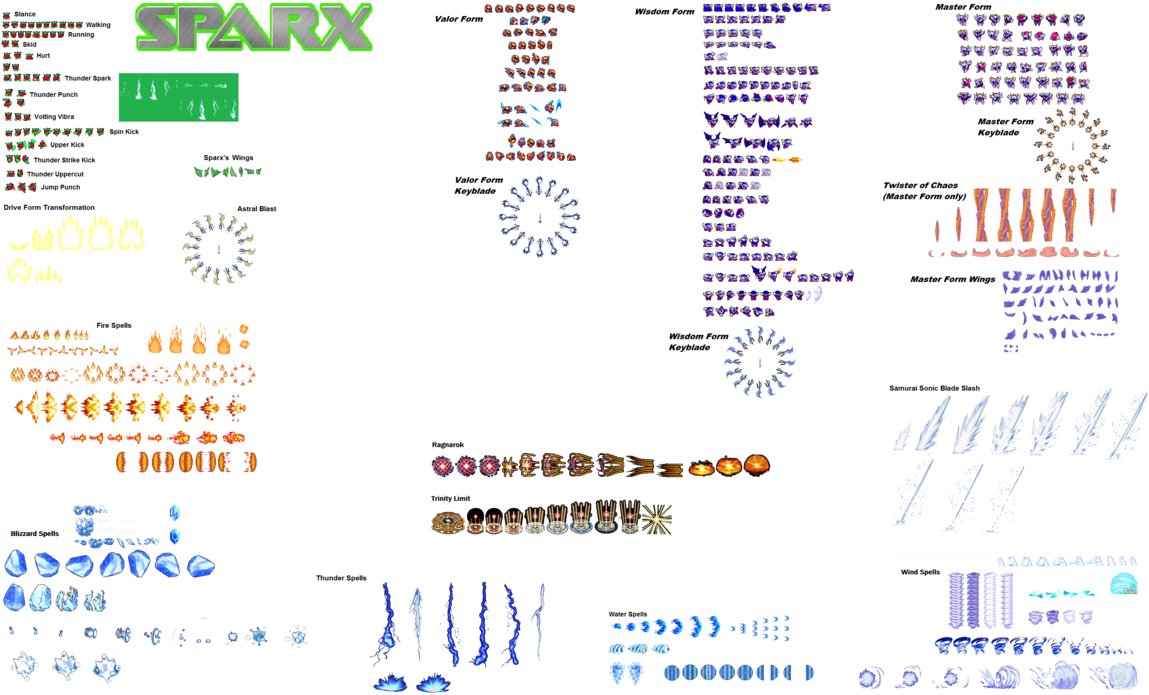 SPARX
Stance
Walking
Running
Skid
Hurt
Thunder Spark
Thunder Punch
Volting Vibra
Spin Kick
Upper Kick
Thunder Strike Kick
Thunder Uppercut
Jump Punch
Sparx's Wings
Drive Form Transformation
Astral Blast
Fire Spells
Blizzard Spells
Valor Form
Valor Form
Keyblade
Ragnarok
Trinity Limit
Thunder Spells
Wisdom Form
Wisdom Form
Keyblade
Water Spells
Master Form
Master Form
Keyblade
Twister of Chaos
(Master Form only)
Master Form Wings
Samurai Sonic Blade Slash
Wind Spells